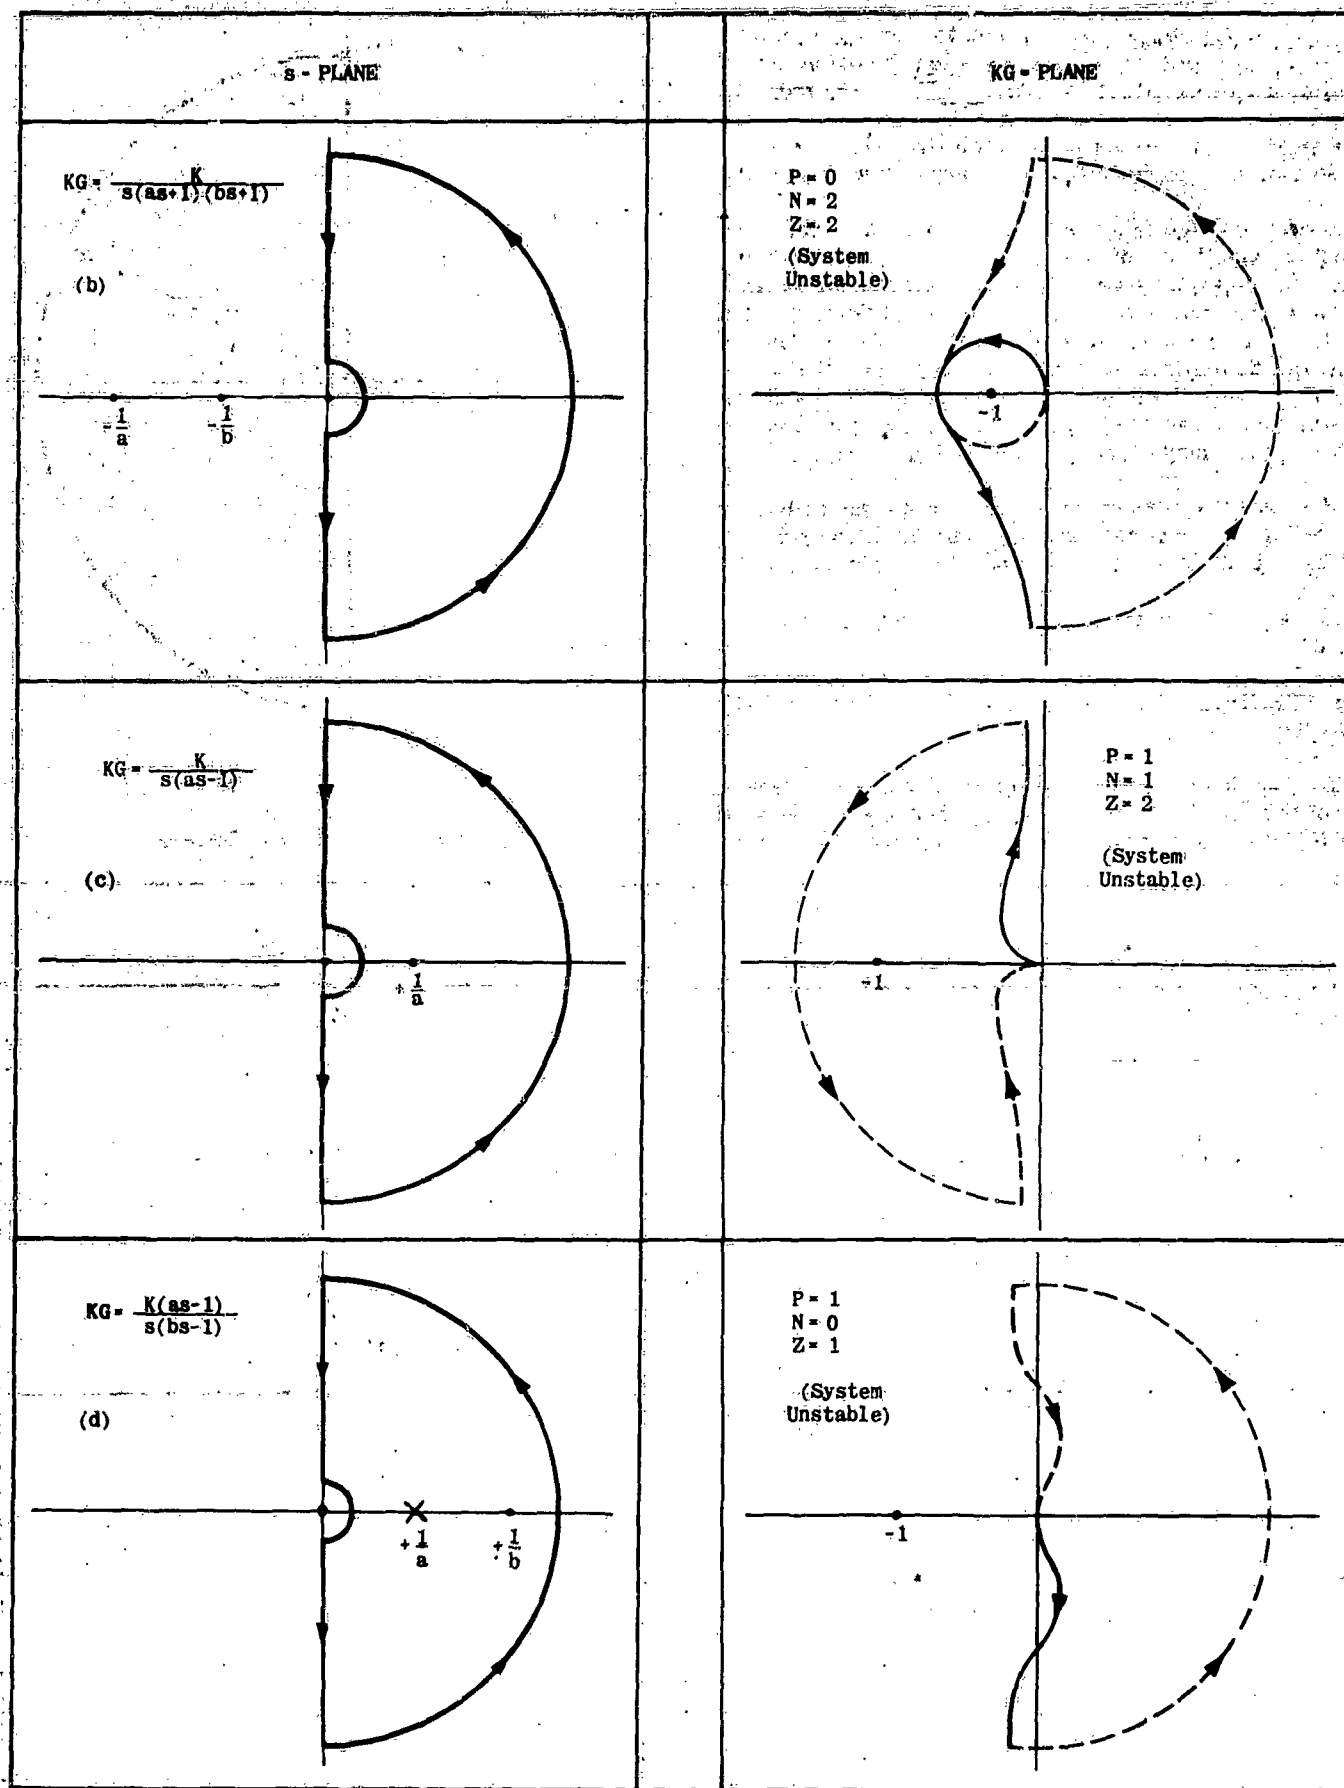 s - PLANE
KG - PLANE
KG = K
s(as+1)(bs+1)
(b)
-1/a
-1/b
P = 0
N = 2
Z = 2
(System
Unstable)
-1
KG = K
s(as-1)
(c)
+1/a
P = 1
N = 1
Z = 2
(System
Unstable)
-1
KG = K(as-1)
s(bs-1)
(d)
+1/a
+1/b
P = 1
N = 0
Z = 1
(System
Unstable)
-1